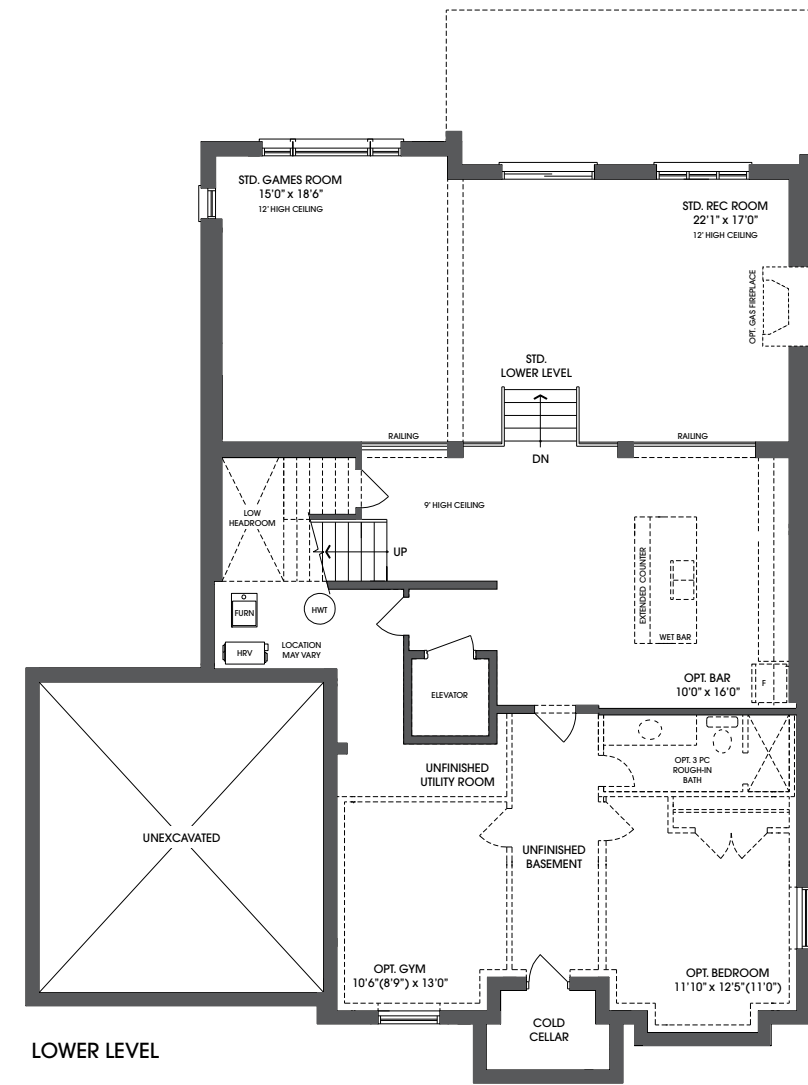 STD. GAMES ROOM
15'0" x 18'6"
12' HIGH CEILING
STD. REC ROOM
22'1" x 17'0"
12' HIGH CEILING
OPT. GAS FIREPLACE
STD.
LOWER LEVEL
RAILING
RAILING
DN
LOW
HEADROOM
9' HIGH CEILING
UP
EXTENDED COUNTER
WET BAR
FURN
HWT
HRV
LOCATION
MAY VARY
OPT. BAR
10'0" x 16'0"
F
ELEVATOR
UNFINISHED
UTILITY ROOM
OPT. 3 PC
ROUGH-IN
BATH
UNEXCAVATED
UNFINISHED
BASEMENT
OPT. GYM
10'6"(8'9") x 13'0"
OPT. BEDROOM
11'10" x 12'5"(11'0")
COLD
CELLAR
LOWER LEVEL